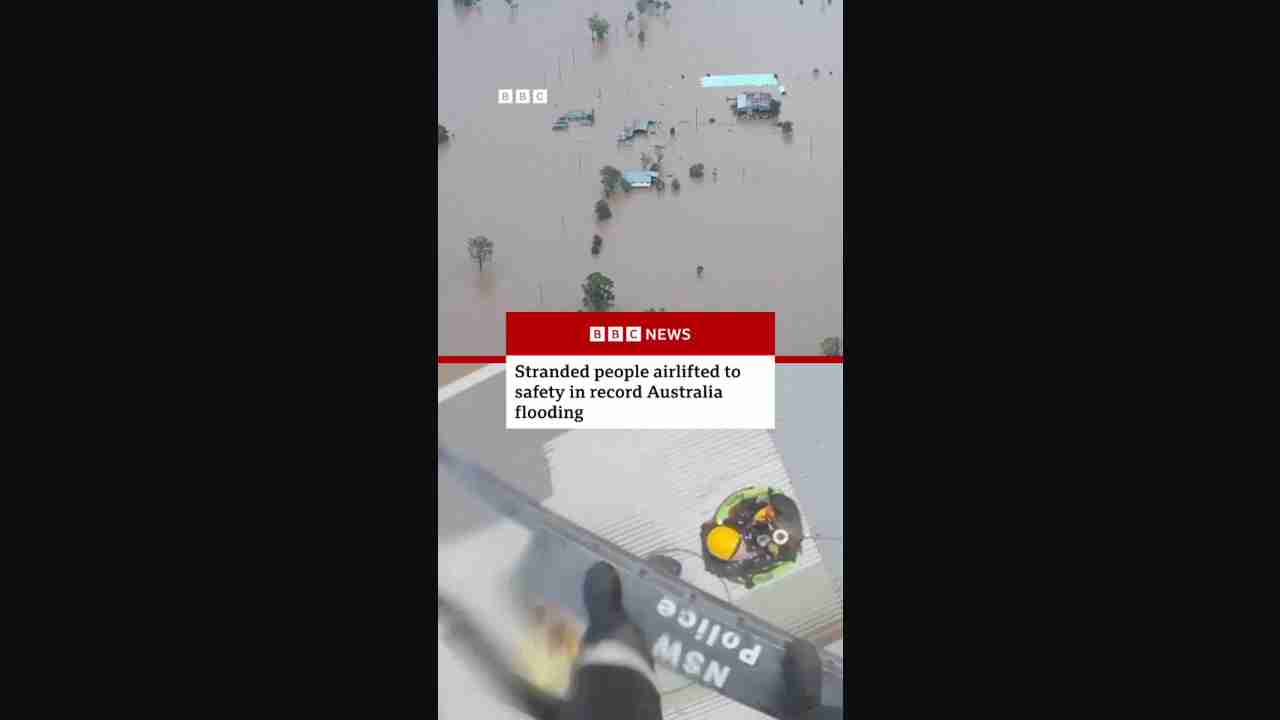 BBC
BBC NEWS
Stranded people airlifted to
safety in record Australia
flooding
NSW
Police